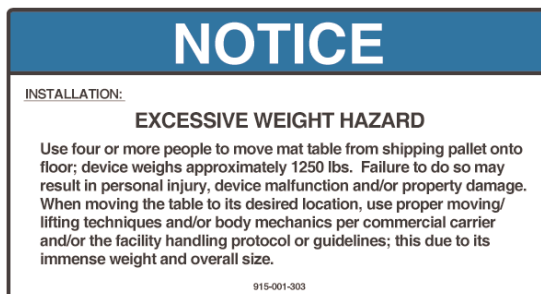 NOTICE
INSTALLATION:
EXCESSIVE WEIGHT HAZARD
Use four or more people to move mat table from shipping pallet onto
floor; device weighs approximately 1250 lbs.  Failure to do so may
result in personal injury, device malfunction and/or property damage.
When moving the table to its desired location, use proper moving/
lifting techniques and/or body mechanics per commercial carrier
and/or the facility handling protocol or guidelines; this due to its
immense weight and overall size.
915-001-303